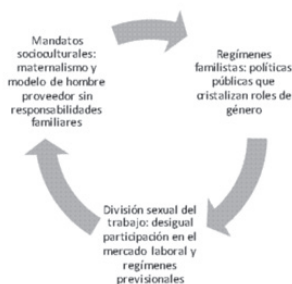 Mandatos
socioculturales:
maternalismo y
modelo de hombre
proveedor sin
responsabilidades
familiares
Regímenes
familistas: políticas
públicas que
cristalizan roles de
género
División sexual del
trabajo: desigual
participación en el
mercado laboral y
regímenes
previsionales